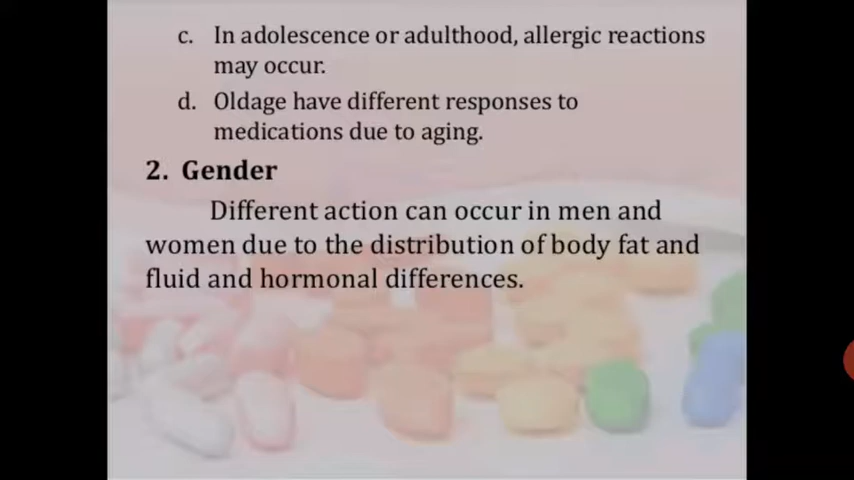 c. In adolescence or adulthood, allergic reactions
may occur.
d. Oldage have different responses to
medications due to aging.
2. Gender
Different action can occur in men and
women due to the distribution of body fat and
fluid and hormonal differences.